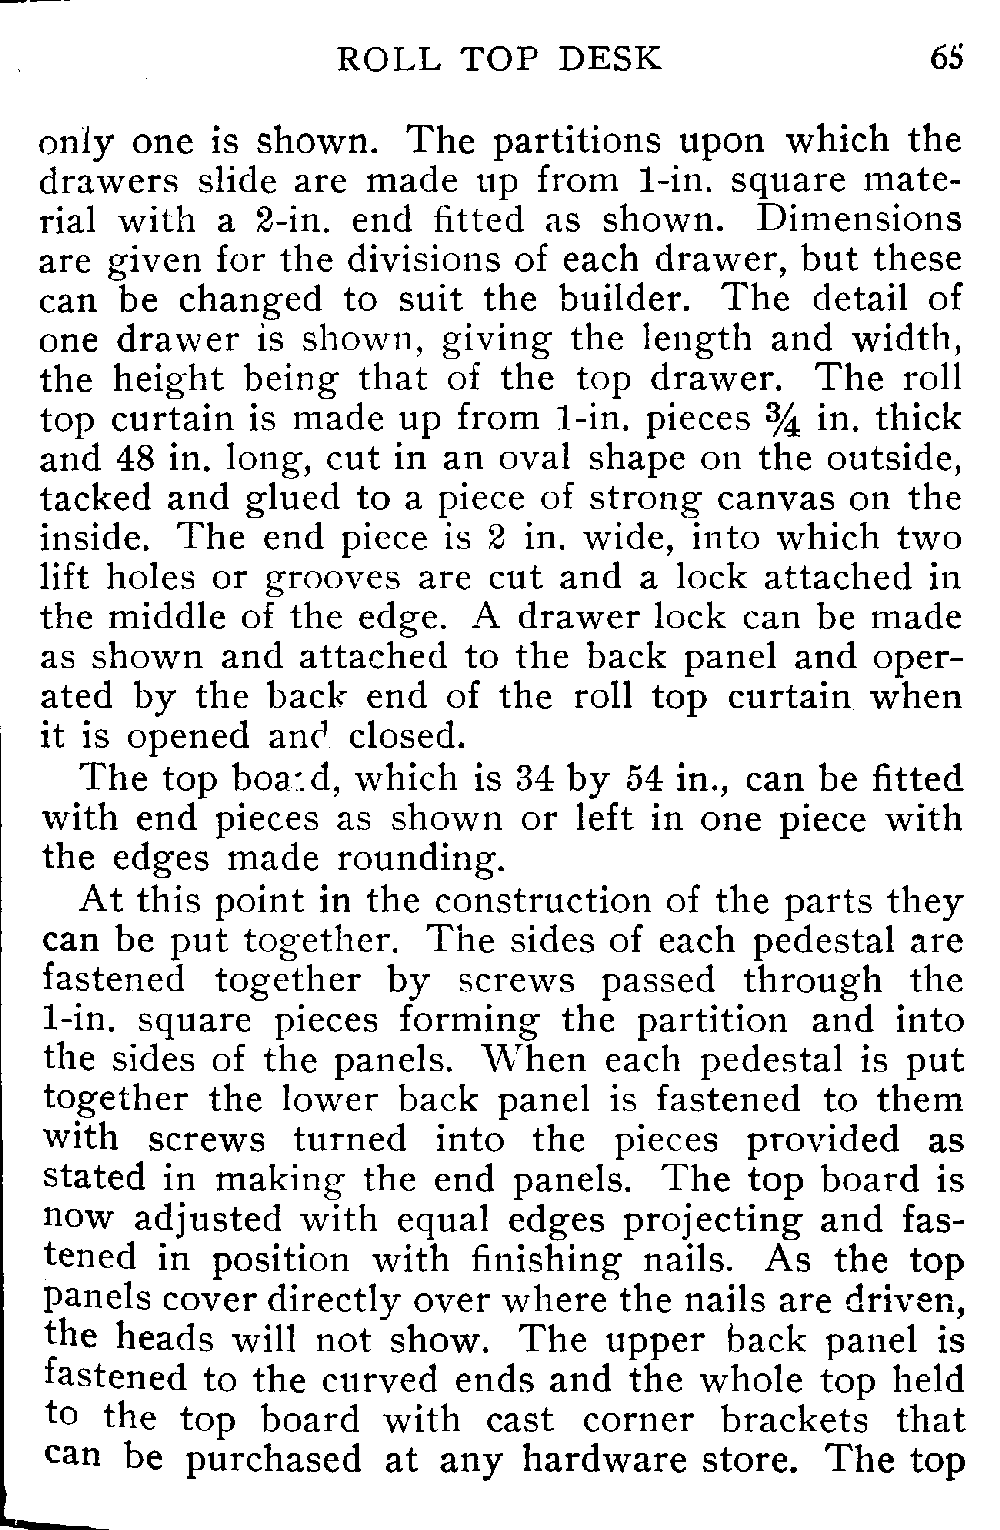 ROLL TOP DESK 65
only one is shown. The partitions upon which the
drawers slide are made up from 1-in. square mate-
rial with a 2-in. end fitted as shown. Dimensions
are given for the divisions of each drawer, but these
can be changed to suit the builder. The detail of
one drawer is shown, giving the length and width,
the height being that of the top drawer. The roll
top curtain is made up from 1-in. pieces ¾ in. thick
and 48 in. long, cut in an oval shape on the outside,
tacked and glued to a piece of strong canvas on the
inside. The end piece is 2 in. wide, into which two
lift holes or grooves are cut and a lock attached in
the middle of the edge. A drawer lock can be made
as shown and attached to the back panel and oper-
ated by the back end of the roll top curtain when
it is opened and closed.
The top board, which is 34 by 54 in., can be fitted
with end pieces as shown or left in one piece with
the edges made rounding.
At this point in the construction of the parts they
can be put together. The sides of each pedestal are
fastened together by screws passed through the
1-in. square pieces forming the partition and into
the sides of the panels. When each pedestal is put
together the lower back panel is fastened to them
with screws turned into the pieces provided as
stated in making the end panels. The top board is
now adjusted with equal edges projecting and fas-
tened in position with finishing nails. As the top
panels cover directly over where the nails are driven,
the heads will not show. The upper back panel is
fastened to the curved ends and the whole top held
to the top board with cast corner brackets that
can be purchased at any hardware store. The top